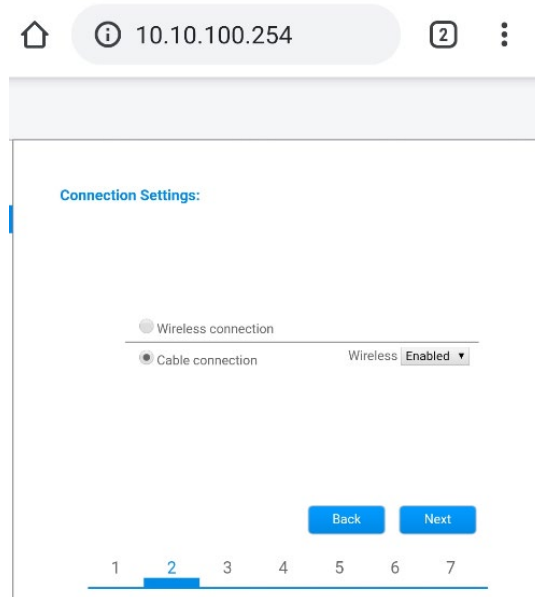 10.10.100.254 2
Connection Settings:
Wireless connection
Cable connection Wireless Enabled
Back Next
1 2 3 4 5 6 7